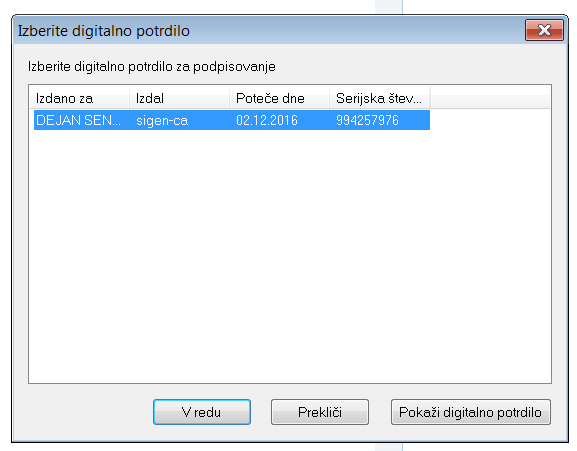 Izberite digitalno potrdilo
Izberite digitalno potrdilo za podpisovanje
Izdano za Izdal Poteče dne Serijska štev...
DEJAN SEN... sigen-ca 02.12.2016 994257976
V redu Prekliči Pokaži digitalno potrdilo